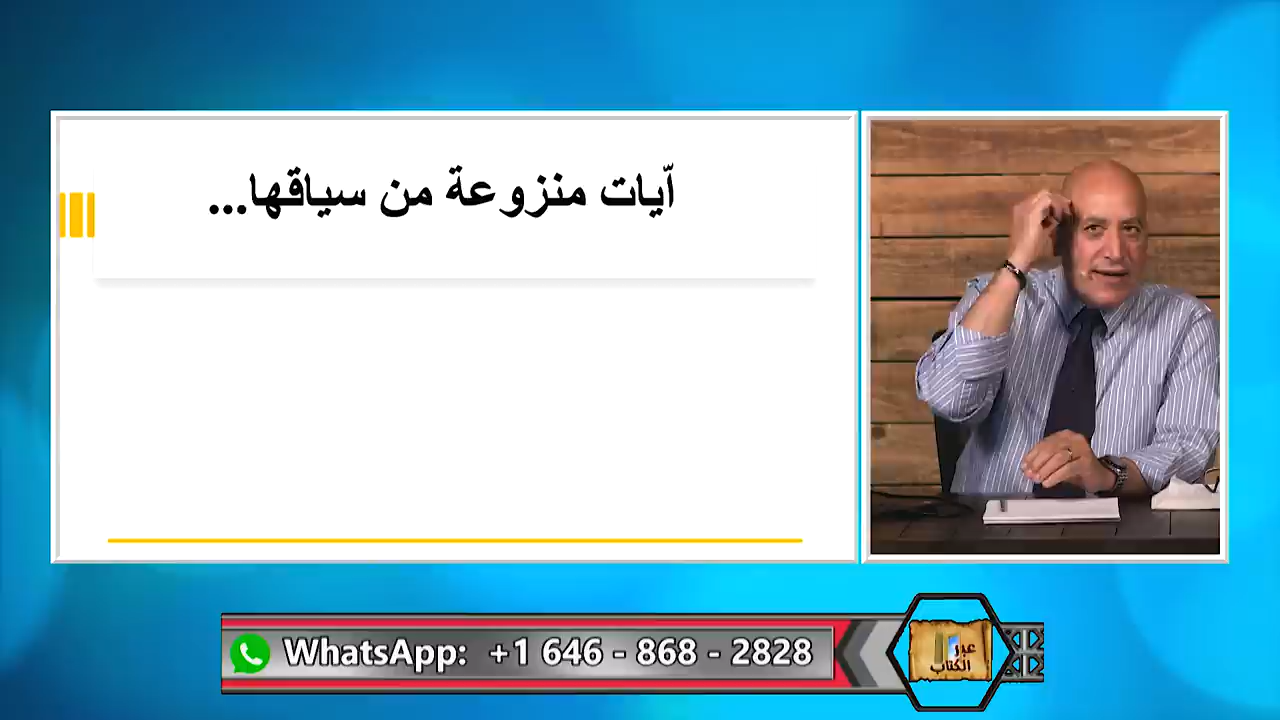 آيات منزوعة من سياقها...
WhatsApp: +1 646 - 868 - 2828
عبر
الكتاب